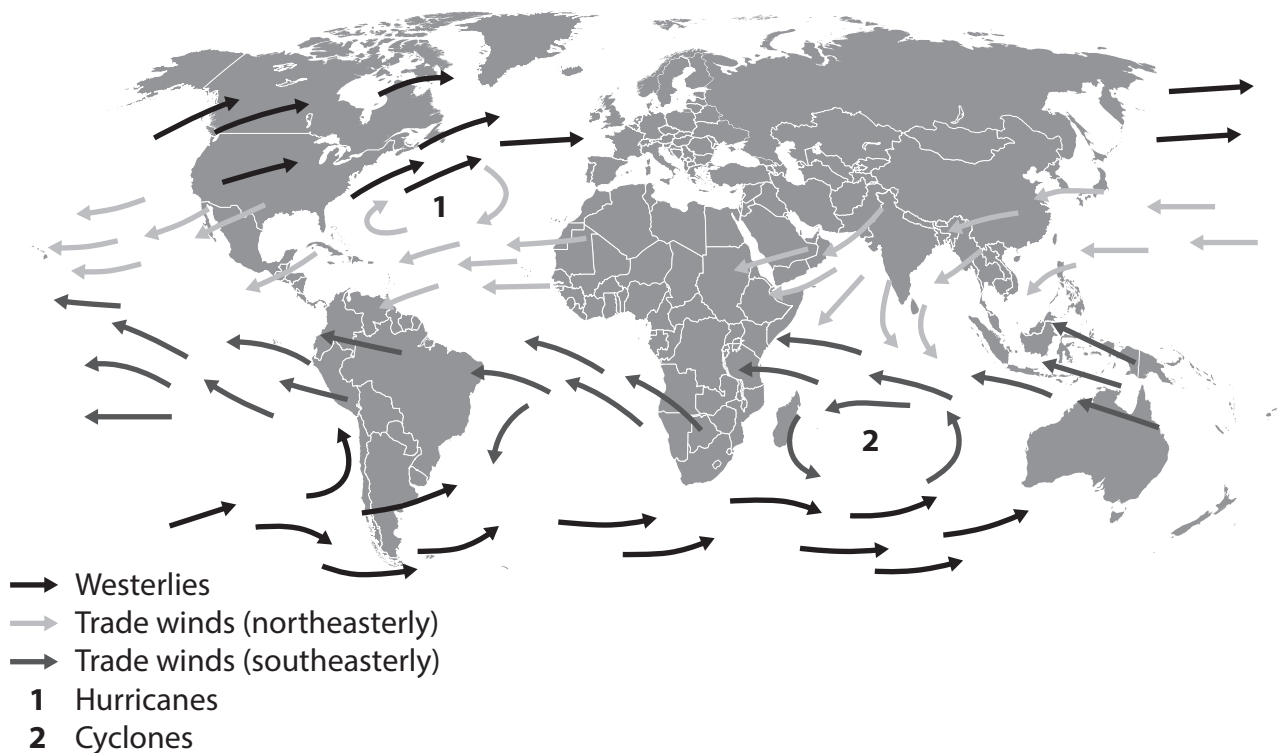 1
2
Westerlies
Trade winds (northeasterly)
Trade winds (southeasterly)
1 Hurricanes
2 Cyclones